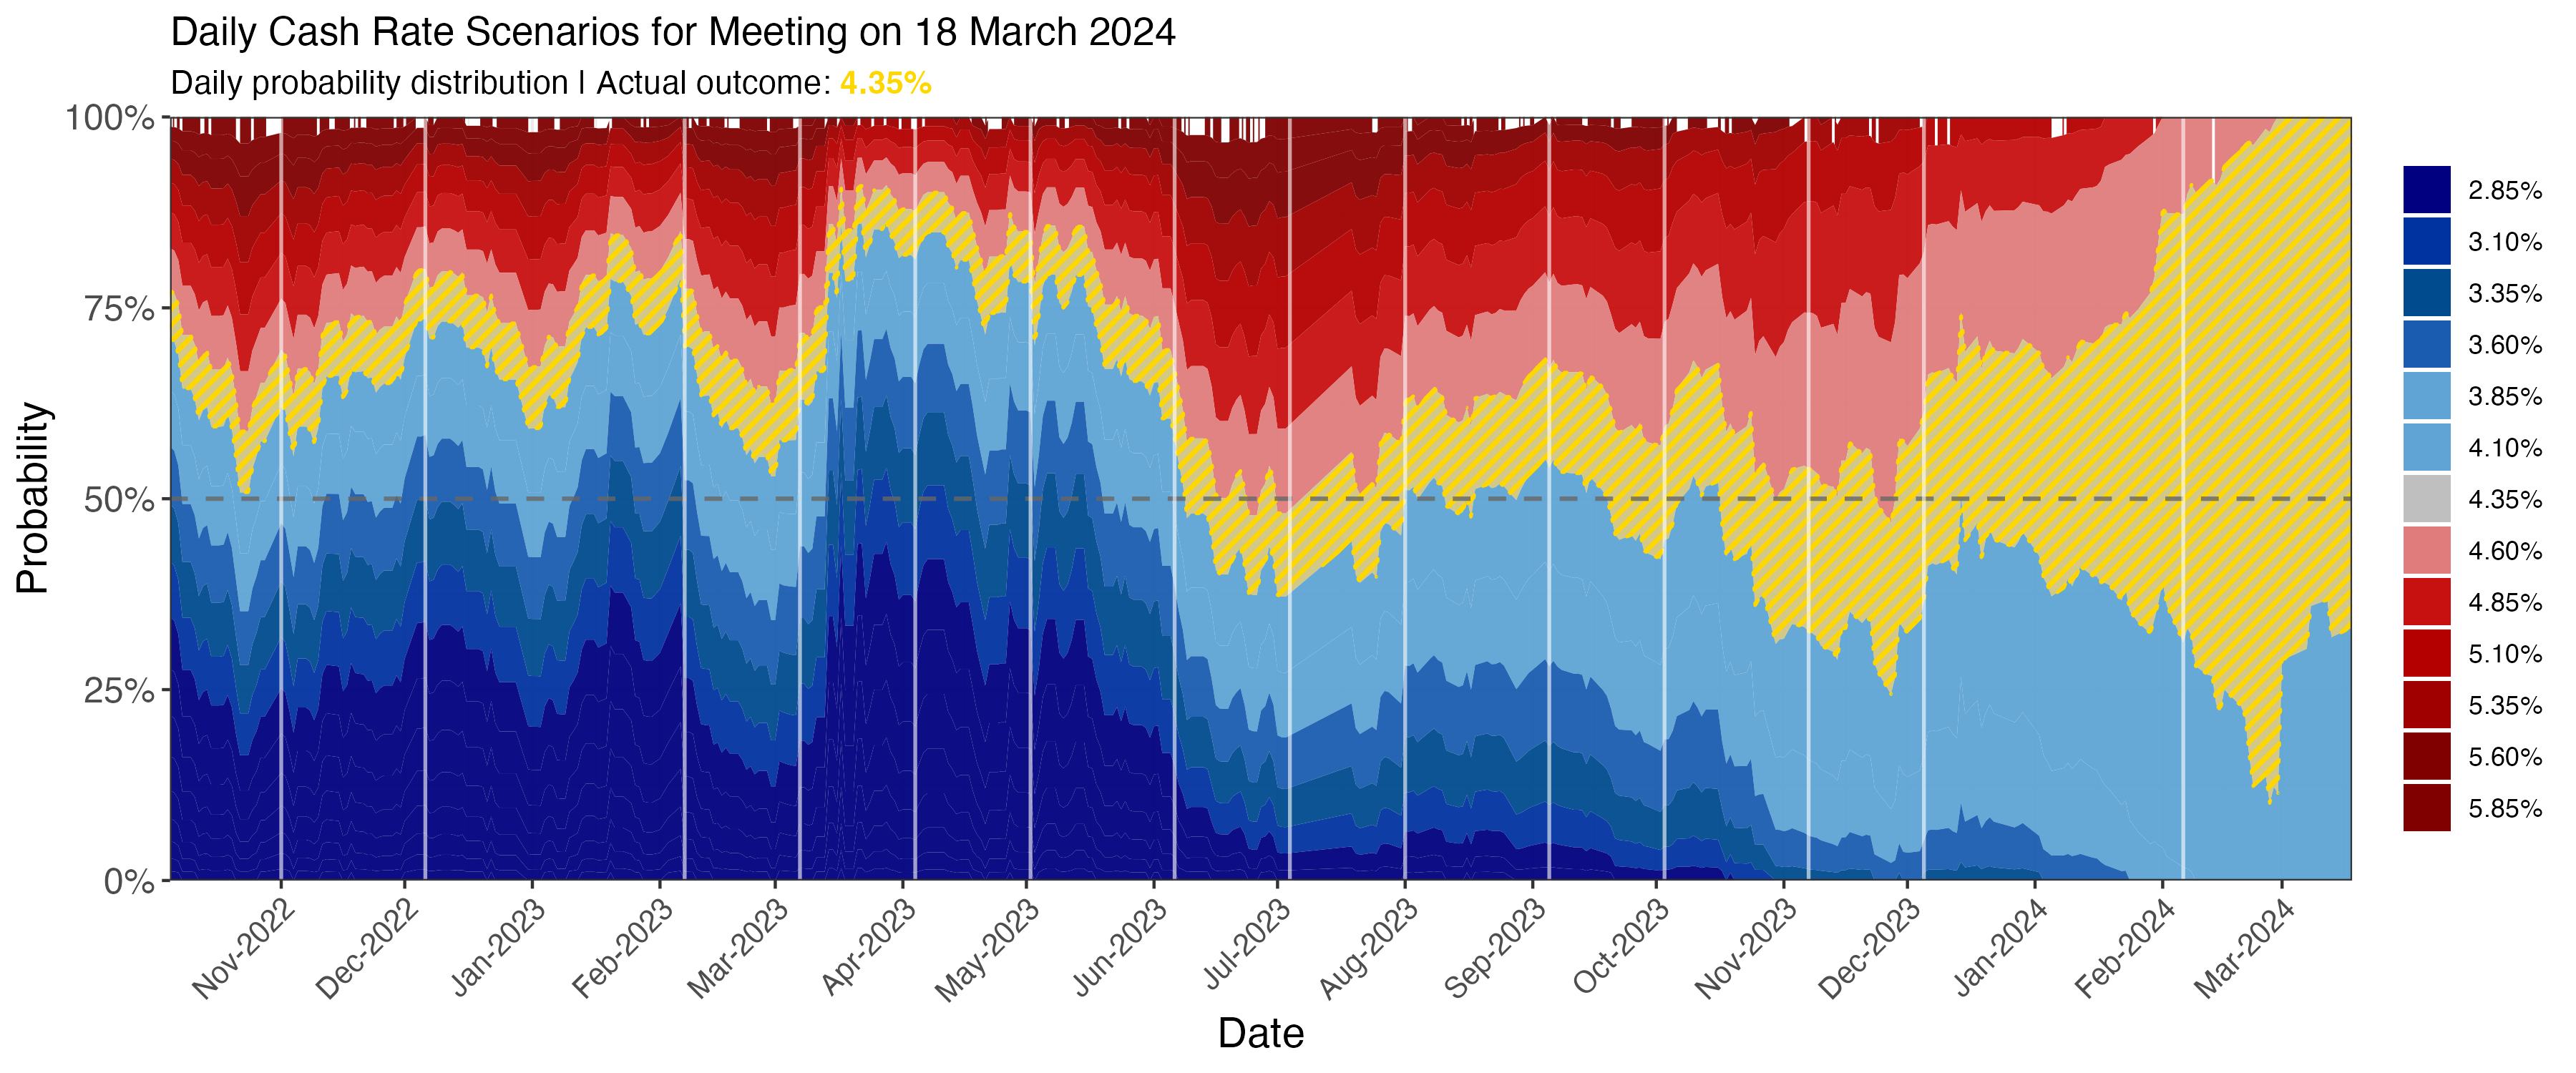 Daily Cash Rate Scenarios for Meeting on 18 March 2024
Daily probability distribution | Actual outcome: 4.35%
Probability
100%
75%
50%
25%
0%
Nov-2022
Dec-2022
Jan-2023
Feb-2023
Mar-2023
Apr-2023
May-2023
Jun-2023
Jul-2023
Aug-2023
Sep-2023
Oct-2023
Nov-2023
Dec-2023
Jan-2024
Feb-2024
Mar-2024
Date
2.85%
3.10%
3.35%
3.60%
3.85%
4.10%
4.35%
4.60%
4.85%
5.10%
5.35%
5.60%
5.85%